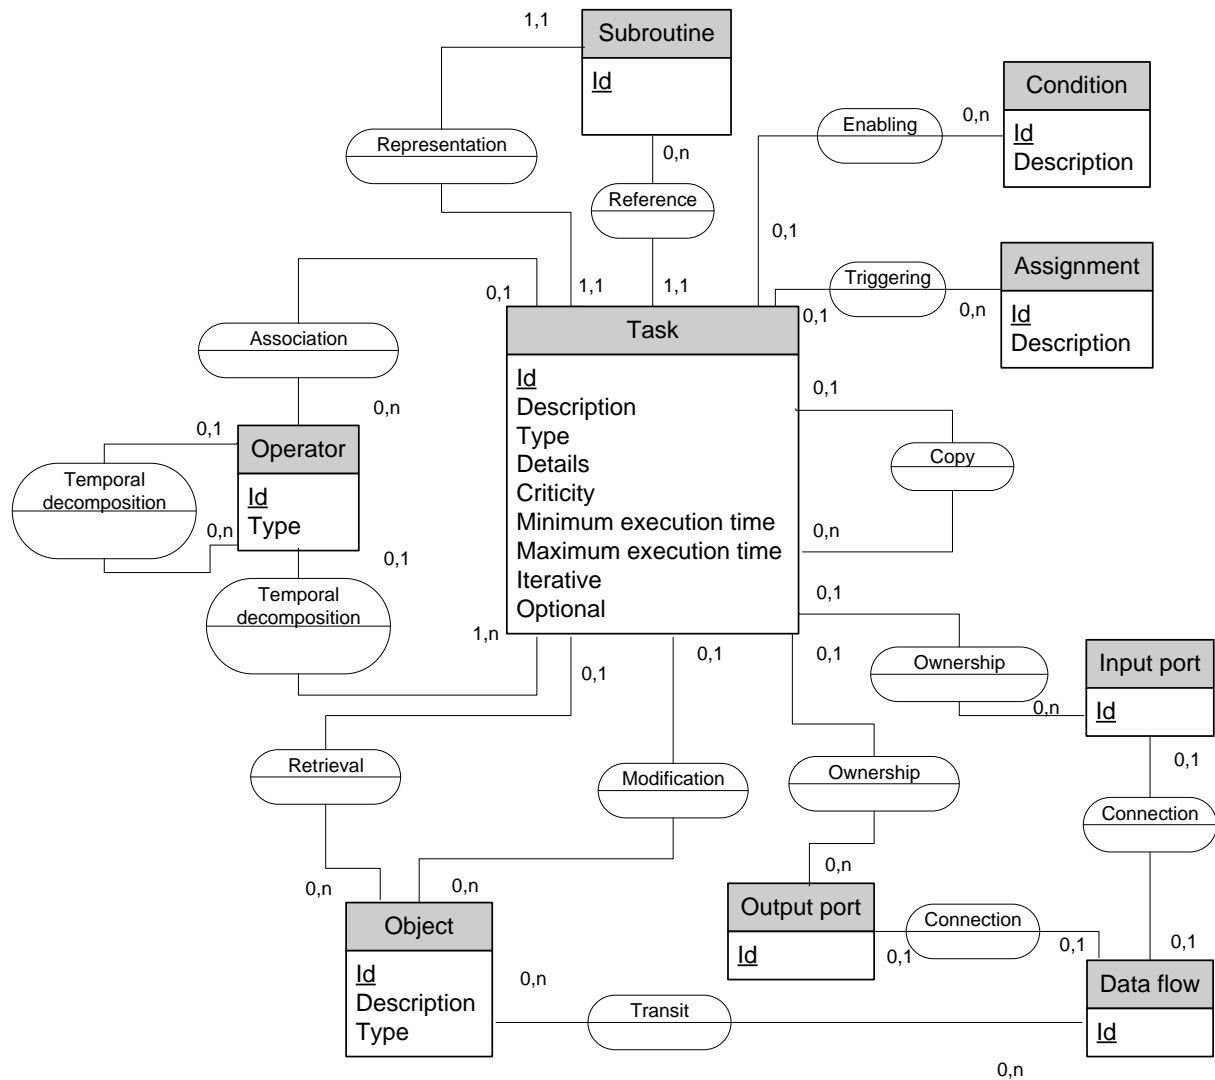 1,1
Subroutine
Id
Representation
0,n
Reference
1,1
1,1
Enabling
0,n
Condition
Id
Description
0,1
Triggering
0,1
0,n
Assignment
Id
Description
0,1
Association
0,n
Task
Id
Description
Type
Details
Criticity
Minimum execution time
Maximum execution time
Iterative
Optional
0,1
Copy
0,n
0,1
Operator
Id
Type
Temporal
decomposition
0,n
0,1
Temporal
decomposition
1,n
0,1
0,1
0,1
0,1
Ownership
0,n
Input port
Id
0,1
Retrieval
Modification
Ownership
Connection
0,n
0,n
0,n
Object
Id
Description
Type
Output port
Id
0,1
Connection
0,1
0,1
Data flow
Id
0,n
Transit
0,n